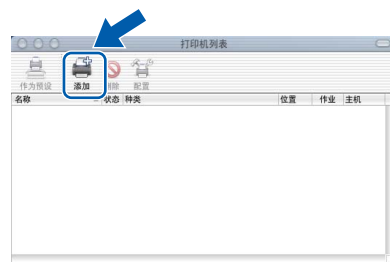 打印机列表
作为预设 添加 删除 配置
名称 状态 种类 位置 作业 主机